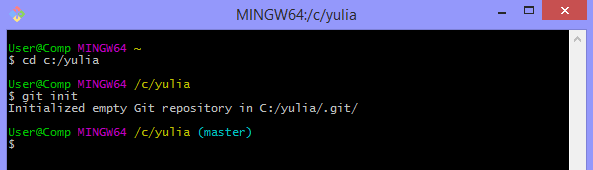 MINGW64:/c/yulia
User@Comp MINGW64 ~
$ cd c:/yulia
User@Comp MINGW64 /c/yulia
$ git init
Initialized empty Git repository in C:/yulia/.git/
User@Comp MINGW64 /c/yulia (master)
$